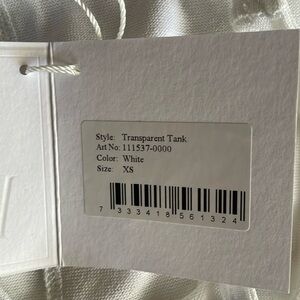 Style: Transparent Tank
Art No: 111537-0000
Color: White
Size: XS
7 333418 561324